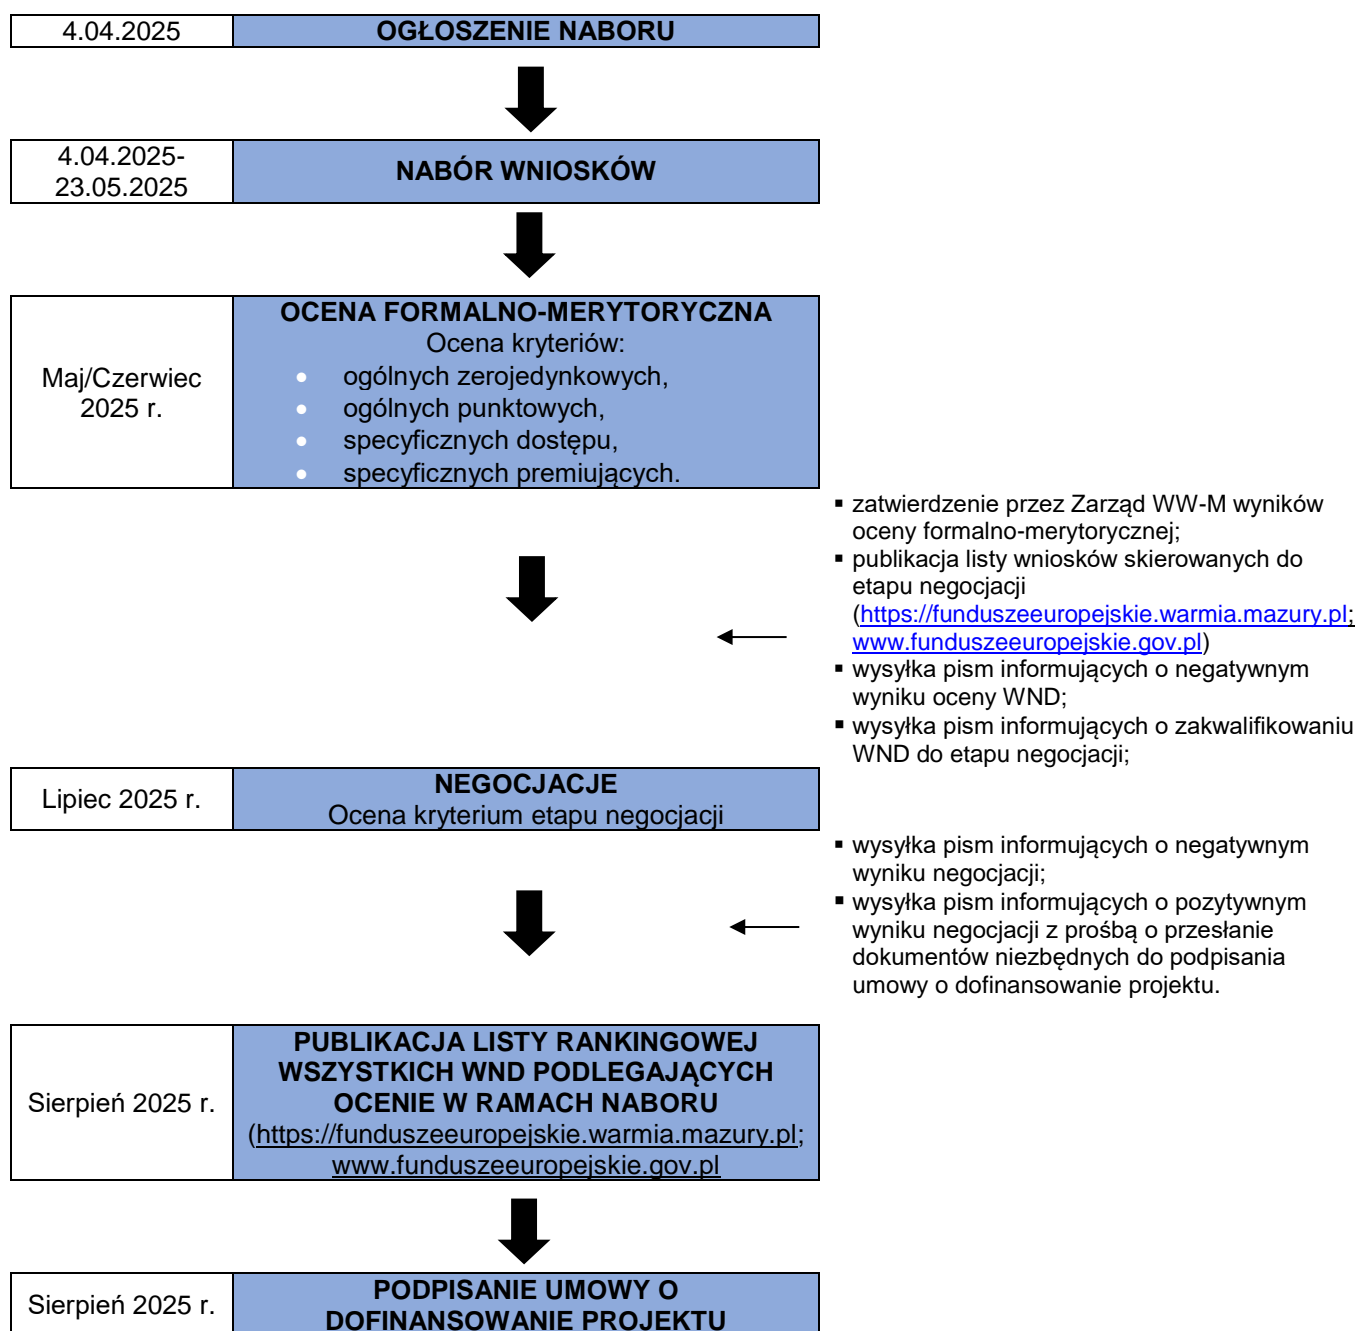 4.04.2025
OGŁOSZENIE NABORU
4.04.2025-
23.05.2025
NABÓR WNIOSKÓW
Maj/Czerwiec
2025 r.
OCENA FORMALNO-MERYTORYCZNA
Ocena kryteriów:
• ogólnych zerojedynkowych,
• ogólnych punktowych,
• specyficznych dostępu,
• specyficznych premiujących.
▪ zatwierdzenie przez Zarząd WW-M wyników
oceny formalno-merytorycznej;
▪ publikacja listy wniosków skierowanych do
etapu negocjacji
(https://funduszeeuropejskie.warmia.mazury.pl;
www.funduszeeuropejskie.gov.pl)
▪ wysyłka pism informujących o negatywnym
wyniku oceny WND;
▪ wysyłka pism informujących o zakwalifikowaniu
WND do etapu negocjacji;
Lipiec 2025 r.
NEGOCJACJE
Ocena kryterium etapu negocjacji
▪ wysyłka pism informujących o negatywnym
wyniku negocjacji;
▪ wysyłka pism informujących o pozytywnym
wyniku negocjacji z prośbą o przesłanie
dokumentów niezbędnych do podpisania
umowy o dofinansowanie projektu.
Sierpień 2025 r.
PUBLIKACJA LISTY RANKINGOWEJ
WSZYSTKICH WND PODLEGAJĄCYCH
OCENIE W RAMACH NABORU
(https://funduszeeuropejskie.warmia.mazury.pl;
www.funduszeeuropejskie.gov.pl
Sierpień 2025 r.
PODPISANIE UMOWY O
DOFINANSOWANIE PROJEKTU